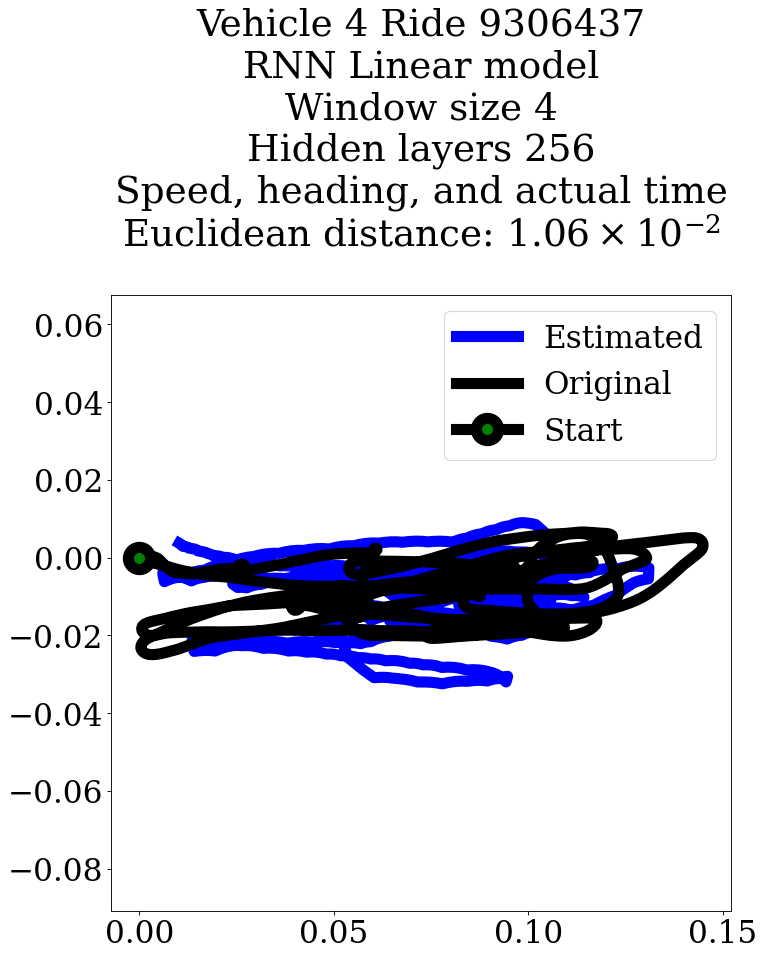 Vehicle 4 Ride 9306437
RNN Linear model
Window size 4
Hidden layers 256
Speed, heading, and actual time
Euclidean distance: 1.06 × 10⁻²
Estimated
Original
Start
0.06
0.04
0.02
0.00
−0.02
−0.04
−0.06
−0.08
0.00 0.05 0.10 0.15